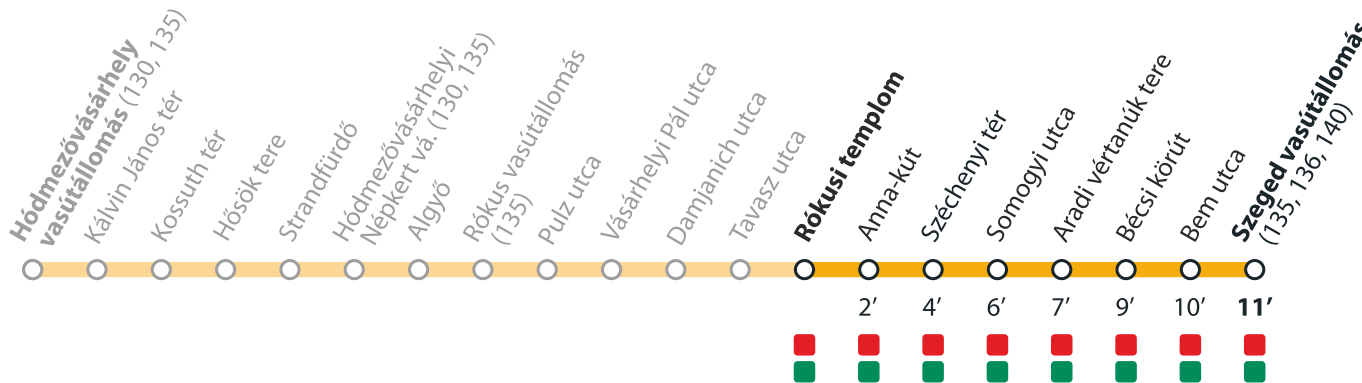 Hódmezővásárhely
vasútállomás (130, 135)
Kálvin János tér
Kossuth tér
Hősök tere
Strandfürdő
Hódmezővásárhelyi
Népkert vá. (130, 135)
Algyő
Rókus vasútállomás
(135)
Pulz utca
Vásárhelyi Pál utca
Damjanich utca
Tavasz utca
Rókusi templom
Anna-kút
Széchenyi tér
Somogyi utca
Aradi vértanúk tere
Bécsi körút
Bem utca
Szeged vasútállomás
(135, 136, 140)
2’ 4’ 6’ 7’ 9’ 10’ 11’